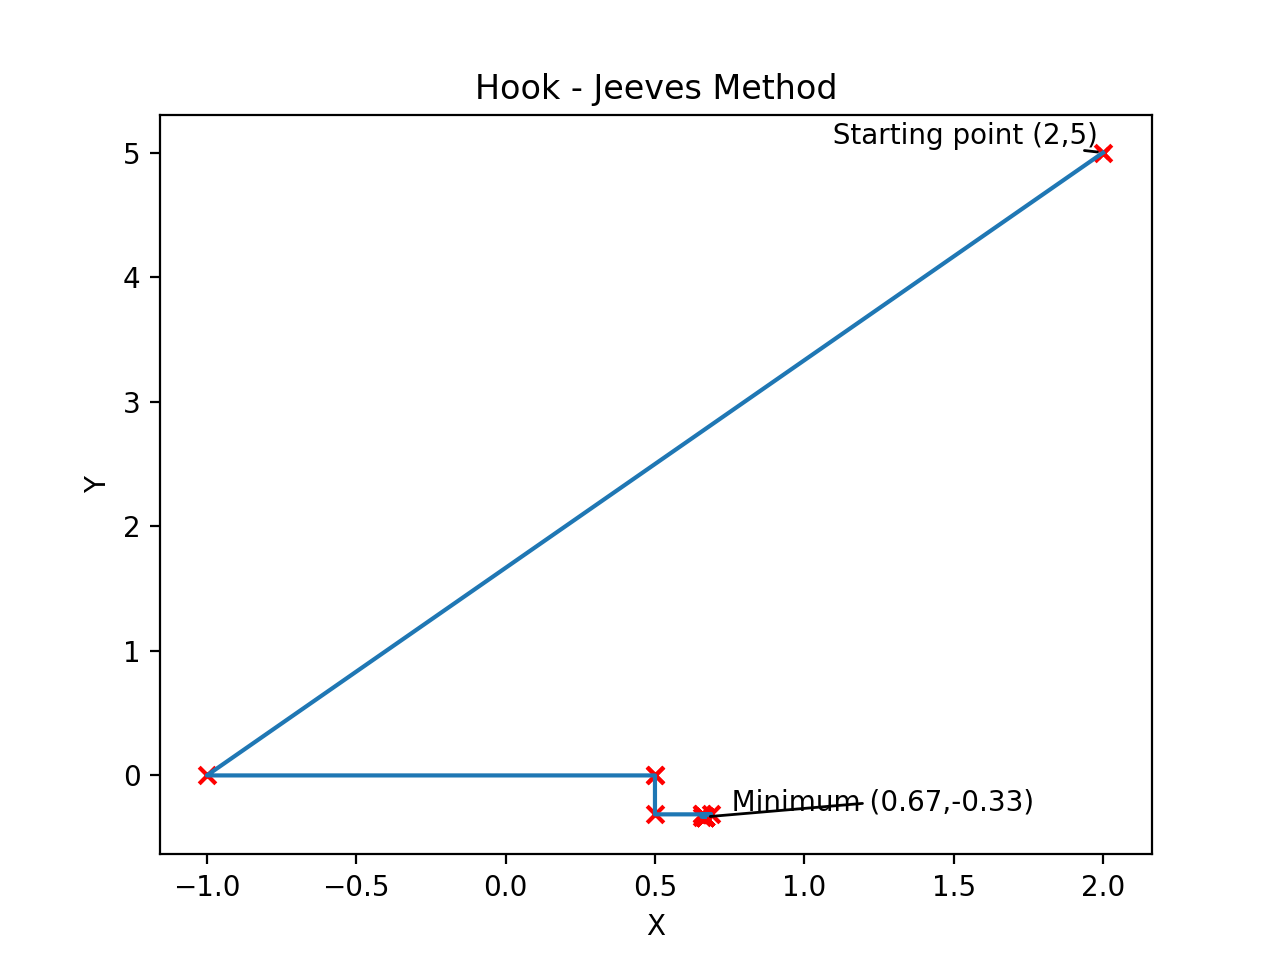 Hook - Jeeves Method
Starting point (2,5)
5
4
3
2
1
0
Y
Minimum (0.67,-0.33)
−1.0 −0.5 0.0 0.5 1.0 1.5 2.0
X